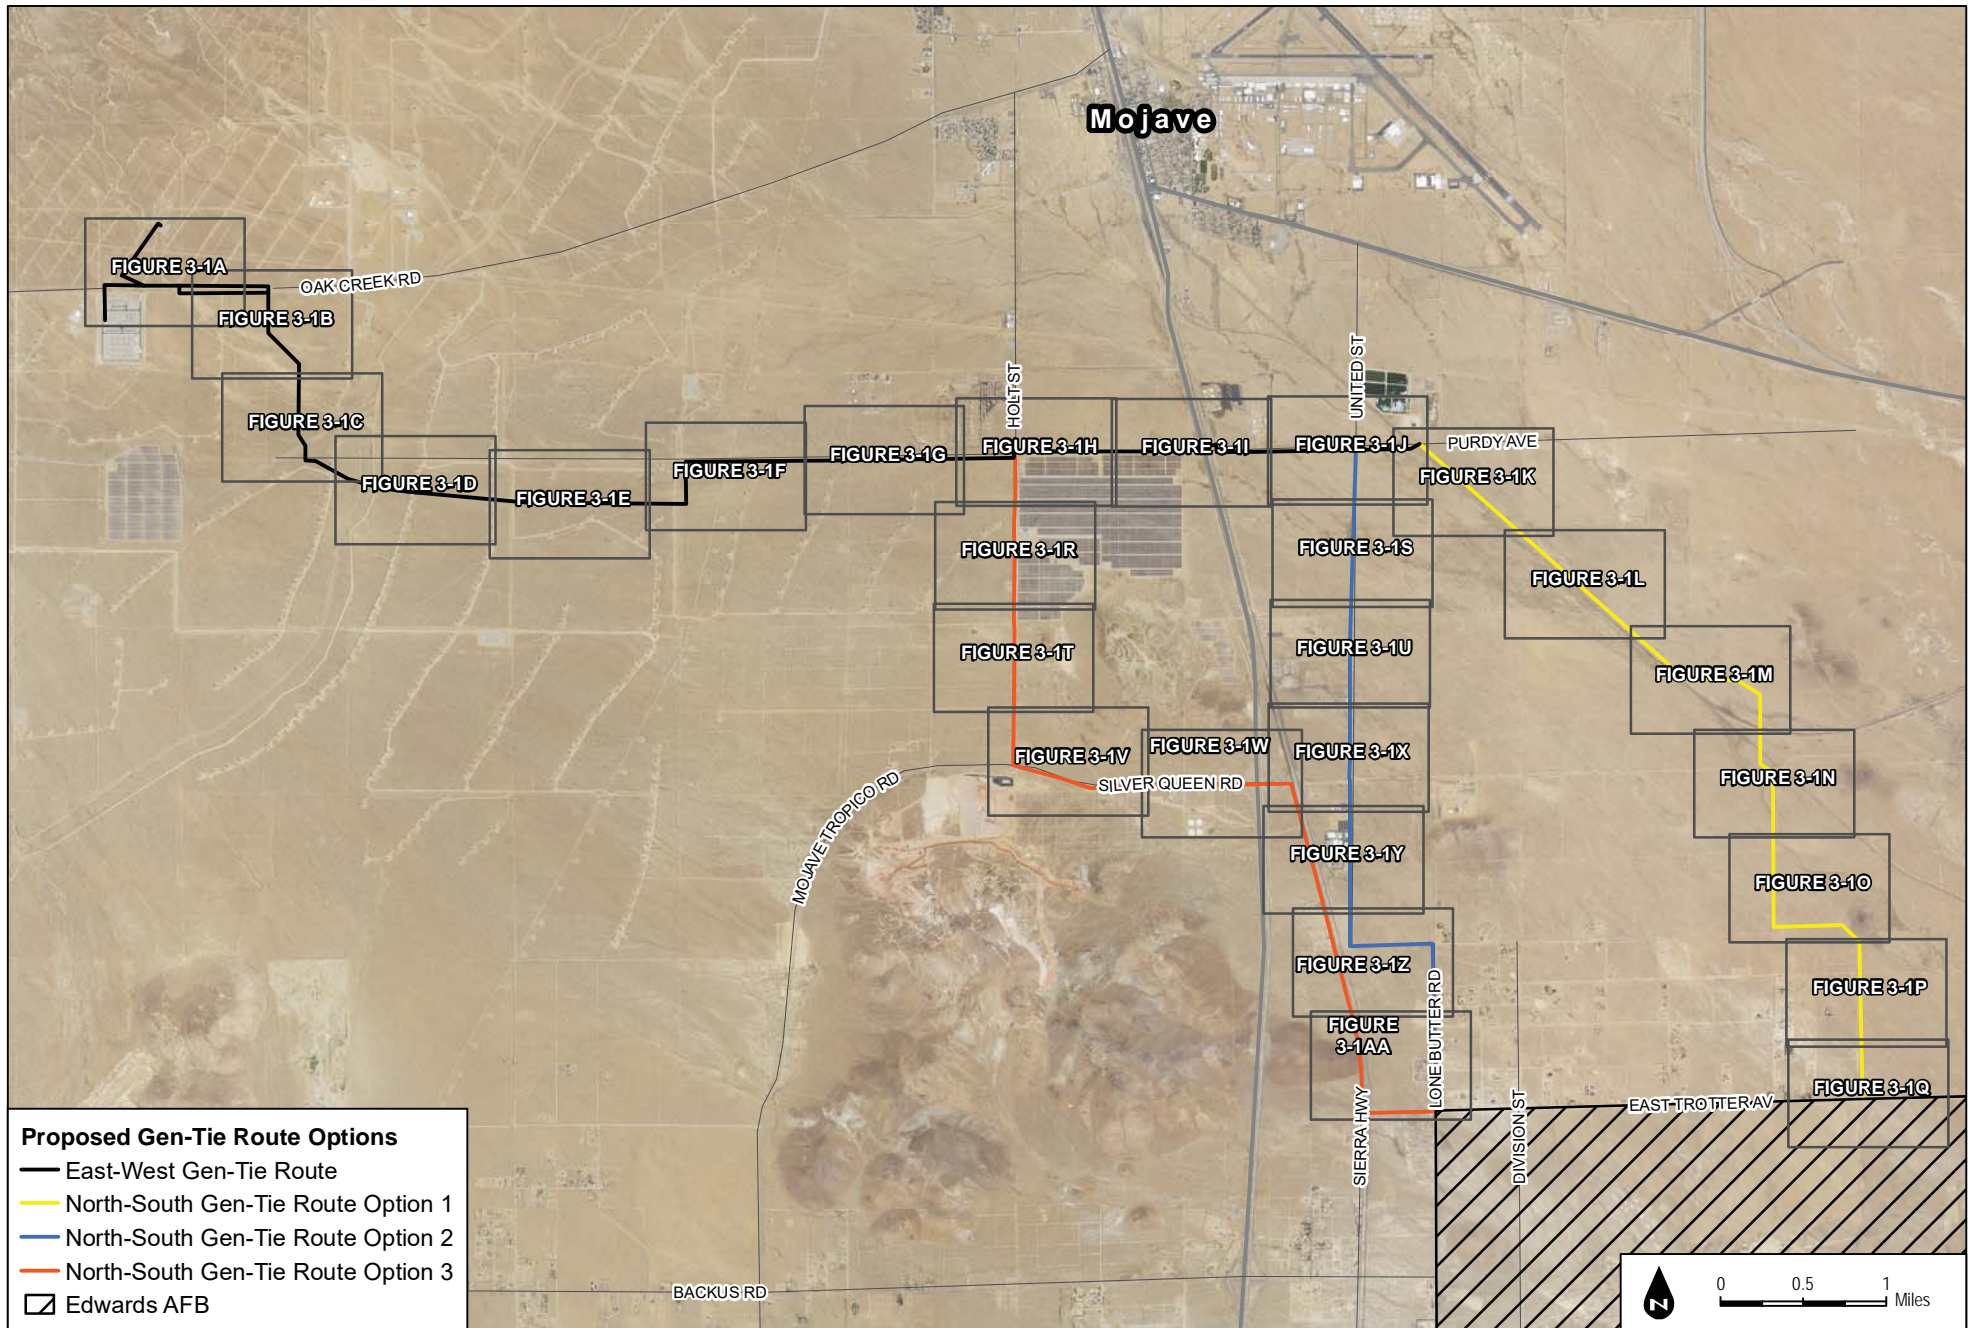 Mojave
FIGURE 3-1A
OAK CREEK RD
FIGURE 3-1B
UNITED ST
HOLT ST
FIGURE 3-1C
FIGURE 3-1D
FIGURE 3-1E
FIGURE 3-1F
FIGURE 3-1G
FIGURE 3-1H
FIGURE 3-1I
FIGURE 3-1J
PURDY AVE
FIGURE 3-1K
FIGURE 3-1R
FIGURE 3-1S
FIGURE 3-1L
FIGURE 3-1T
FIGURE 3-1U
FIGURE 3-1M
FIGURE 3-1V
FIGURE 3-1W
FIGURE 3-1X
FIGURE 3-1N
SILVER QUEEN RD
MOJAVE TROPICO RD
FIGURE 3-1Y
FIGURE 3-1O
FIGURE 3-1Z
FIGURE 3-1P
FIGURE
3-1AA
LONE BUTTER RD
FIGURE 3-1Q
EAST TROTTER AV
SIERRA HWY
DIVISION ST
BACKUS RD
Proposed Gen-Tie Route Options
East-West Gen-Tie Route
North-South Gen-Tie Route Option 1
North-South Gen-Tie Route Option 2
North-South Gen-Tie Route Option 3
Edwards AFB
N
0 0.5 1
Miles